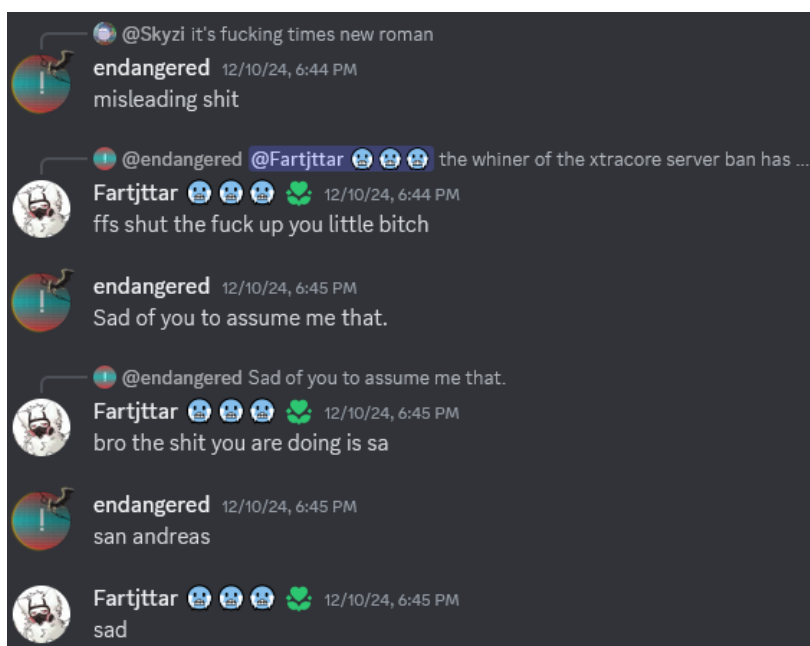 @Skyzi it's fucking times new roman
endangered 12/10/24, 6:44 PM
misleading shit
@endangered @Fartjttar 🥶 🥶 🥶 the whiner of the xtracore server ban has ...
Fartjttar 🥶 🥶 🥶 12/10/24, 6:44 PM
ffs shut the fuck up you little bitch
endangered 12/10/24, 6:45 PM
Sad of you to assume me that.
@endangered Sad of you to assume me that.
Fartjttar 🥶 🥶 🥶 12/10/24, 6:45 PM
bro the shit you are doing is sa
endangered 12/10/24, 6:45 PM
san andreas
Fartjttar 🥶 🥶 🥶 12/10/24, 6:45 PM
sad